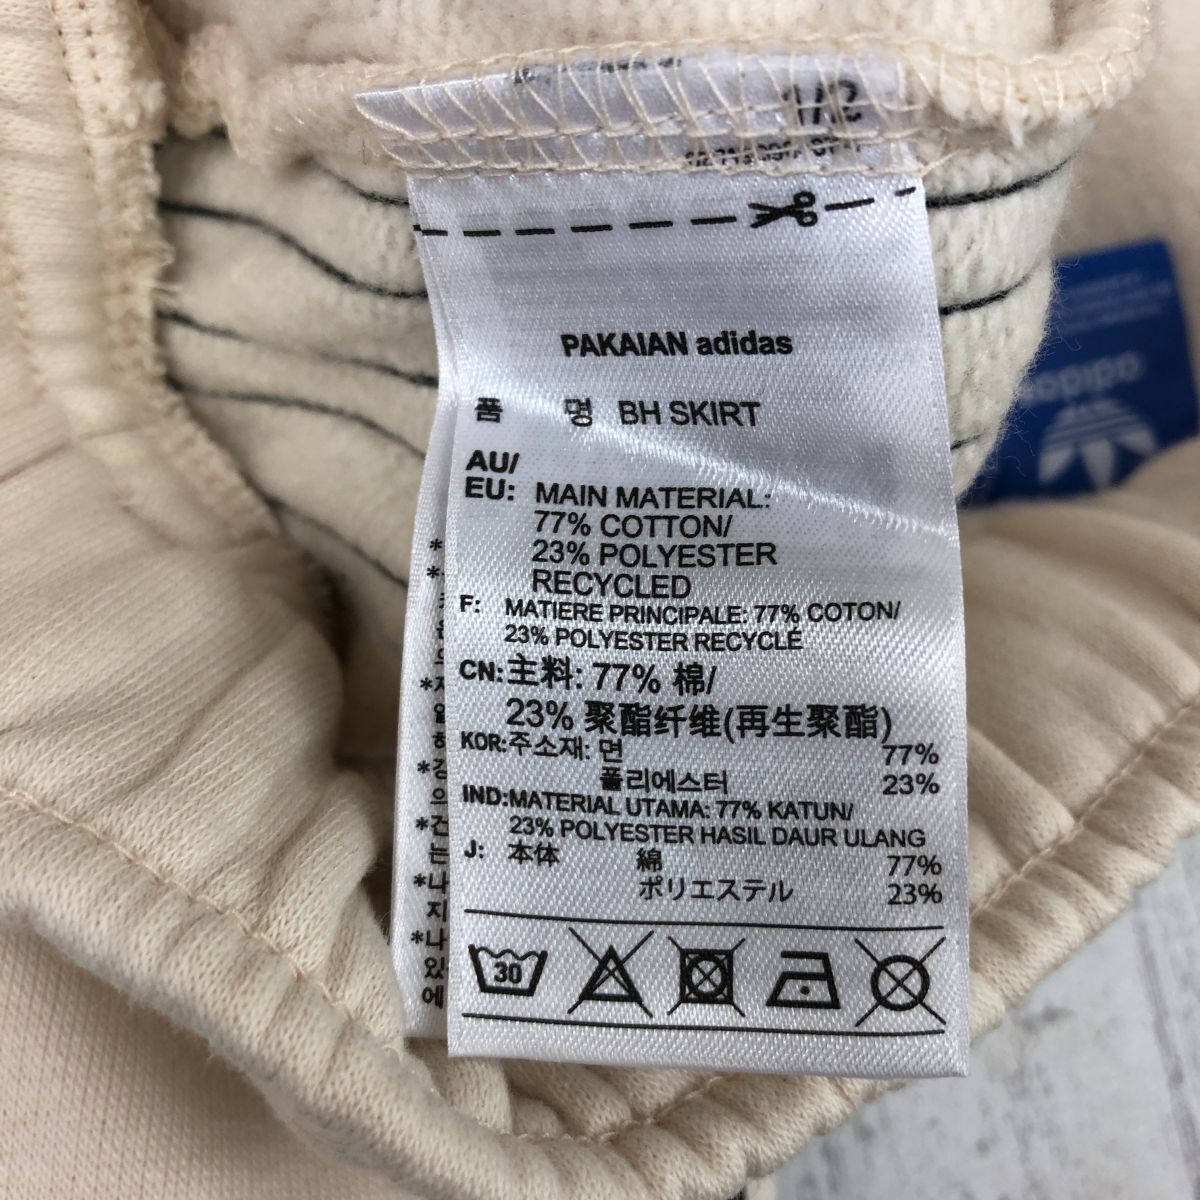 1/2
PAKAIAN adidas
품 명 BH SKIRT
AU/
EU: MAIN MATERIAL:
77% COTTON/
23% POLYESTER
RECYCLED
F: MATIERE PRINCIPALE: 77% COTON/
23% POLYESTER RECYCLÉ
CN:主料: 77% 棉/
23% 聚酯纤维(再生聚酯)
KOR:주소재: 면 77%
폴리에스터 23%
IND:MATERIAL UTAMA: 77% KATUN/
23% POLYESTER HASIL DAUR ULANG
J: 本体 綿 77%
ポリエステル 23%
30
adidas